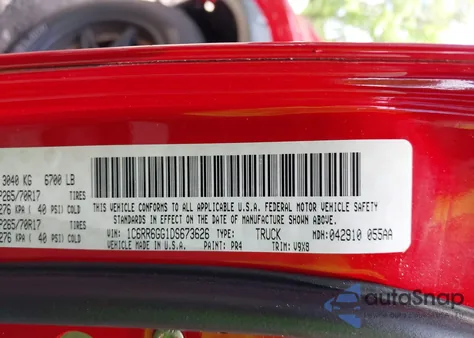 3040 KG 6700 LB
P265/70R17 TIRES
276 KPA ( 40 PSI) COLD
P265/70R17 TIRES
276 KPA ( 40 PSI) COLD
THIS VEHICLE CONFORMS TO ALL APPLICABLE U.S.A. FEDERAL MOTOR VEHICLE SAFETY
STANDARDS IN EFFECT ON THE DATE OF MANUFACTURE SHOWN ABOVE.
VIN: 1C6RR6GG1DS673626 TYPE: TRUCK MDH: 042910 055AA
MADE IN U.S.A. PAINT: PR4 TRIM: V9X8
autoSnap